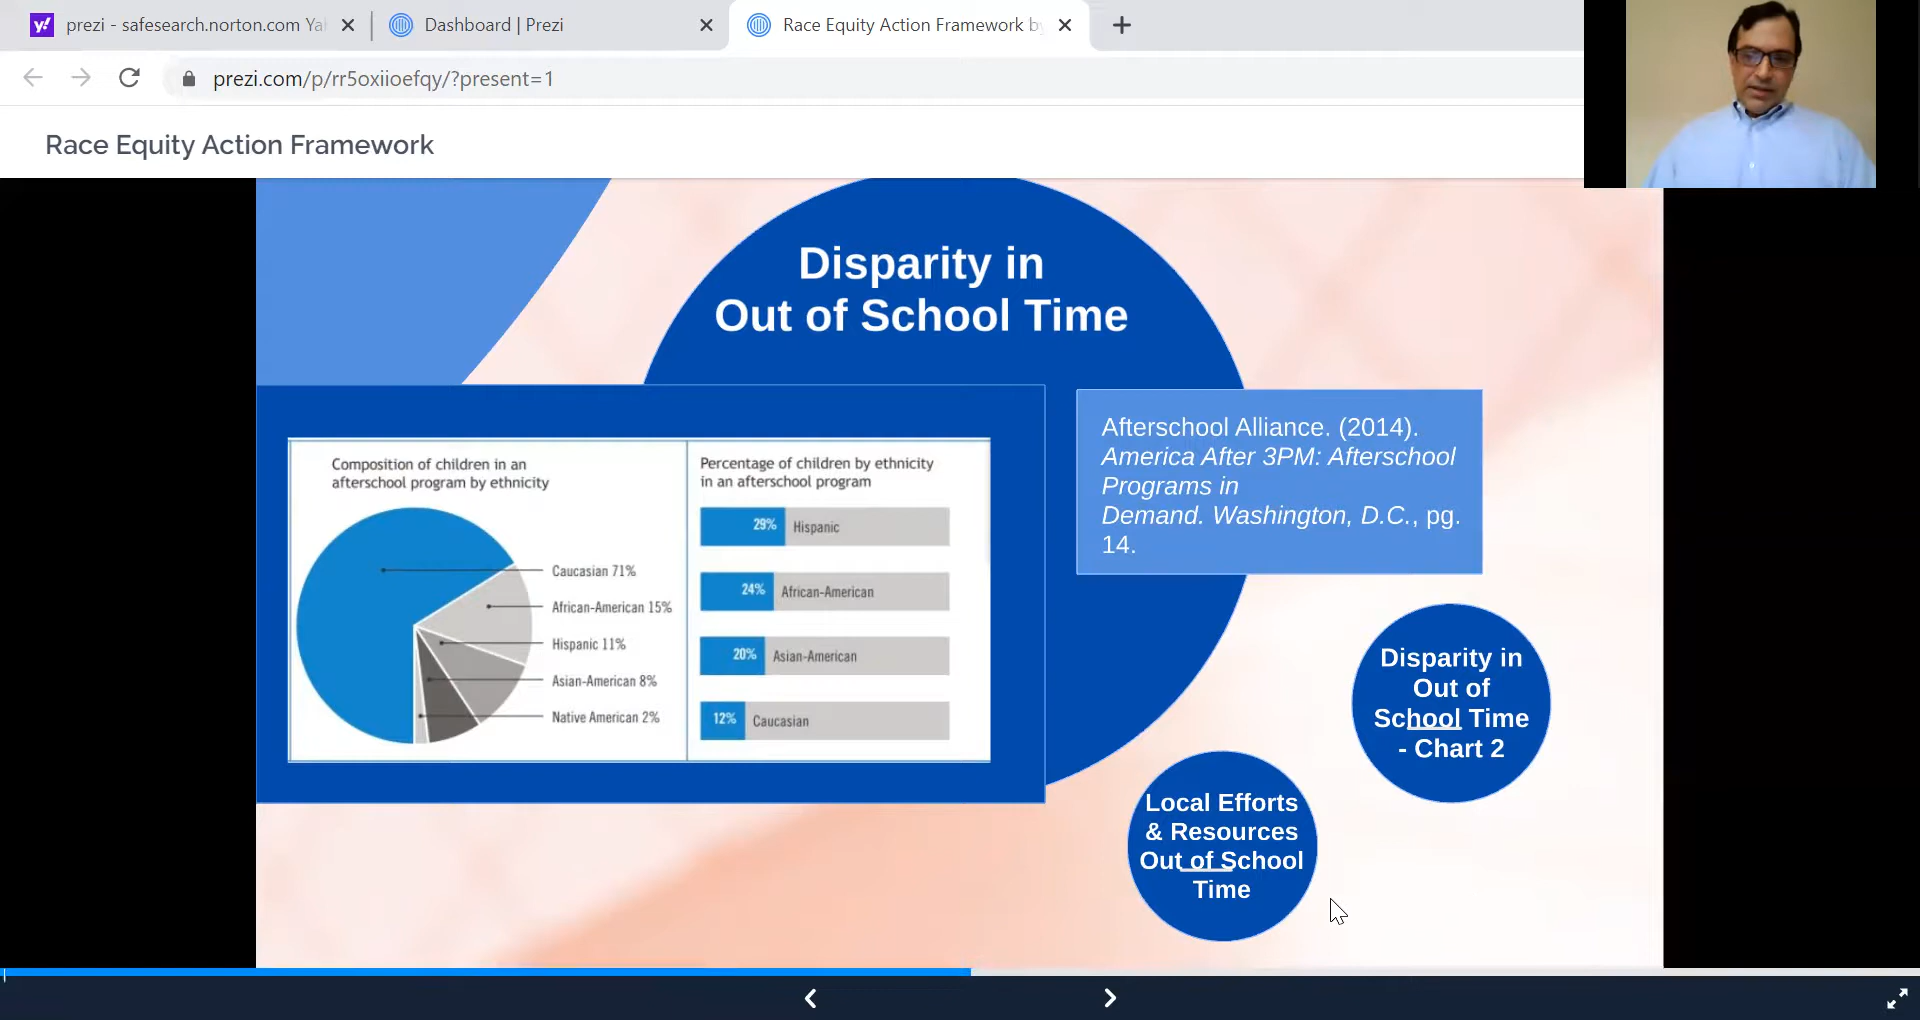 prezi - safesearch.norton.com Ya
Dashboard | Prezi
Race Equity Action Framework b
prezi.com/p/rr5oxiioefqy/?present=1
Race Equity Action Framework
Disparity in
Out of School Time
Composition of children in an
afterschool program by ethnicity
Caucasian 71%
African-American 15%
Hispanic 11%
Asian-American 8%
Native American 2%
Percentage of children by ethnicity
in an afterschool program
29% Hispanic
24% African-American
20% Asian-American
12% Caucasian
Afterschool Alliance. (2014).
America After 3PM: Afterschool
Programs in
Demand. Washington, D.C., pg.
14.
Disparity in
Out of
School Time
- Chart 2
Local Efforts
& Resources
Out of School
Time